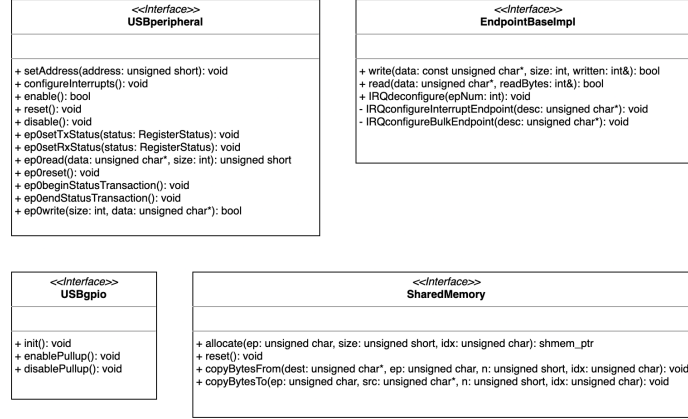 <<Interface>>
USBperipheral
+ setAddress(address: unsigned short): void
+ configureInterrupts(): void
+ enable(): bool
+ reset(): void
+ disable(): void
+ ep0setTxStatus(status: RegisterStatus): void
+ ep0setRxStatus(status: RegisterStatus): void
+ ep0read(data: unsigned char*, size: int): unsigned short
+ ep0reset(): void
+ ep0beginStatusTransaction(): void
+ ep0endStatusTransaction(): void
+ ep0write(size: int, data: unsigned char*): bool
<<Interface>>
EndpointBaseImpl
+ write(data: const unsigned char*, size: int, written: int&): bool
+ read(data: unsigned char*, readBytes: int&): bool
+ IRQdeconfigure(epNum: int): void
- IRQconfigureInterruptEndpoint(desc: unsigned char*): void
- IRQconfigureBulkEndpoint(desc: unsigned char*): void
<<Interface>>
USBgpio
+ init(): void
+ enablePullup(): void
+ disablePullup(): void
<<Interface>>
SharedMemory
+ allocate(ep: unsigned char, size: unsigned short, idx: unsigned char): shmem_ptr
+ reset(): void
+ copyBytesFrom(dest: unsigned char*, ep: unsigned char, n: unsigned short, idx: unsigned char): void
+ copyBytesTo(ep: unsigned char, src: unsigned char*, n: unsigned short, idx: unsigned char): void